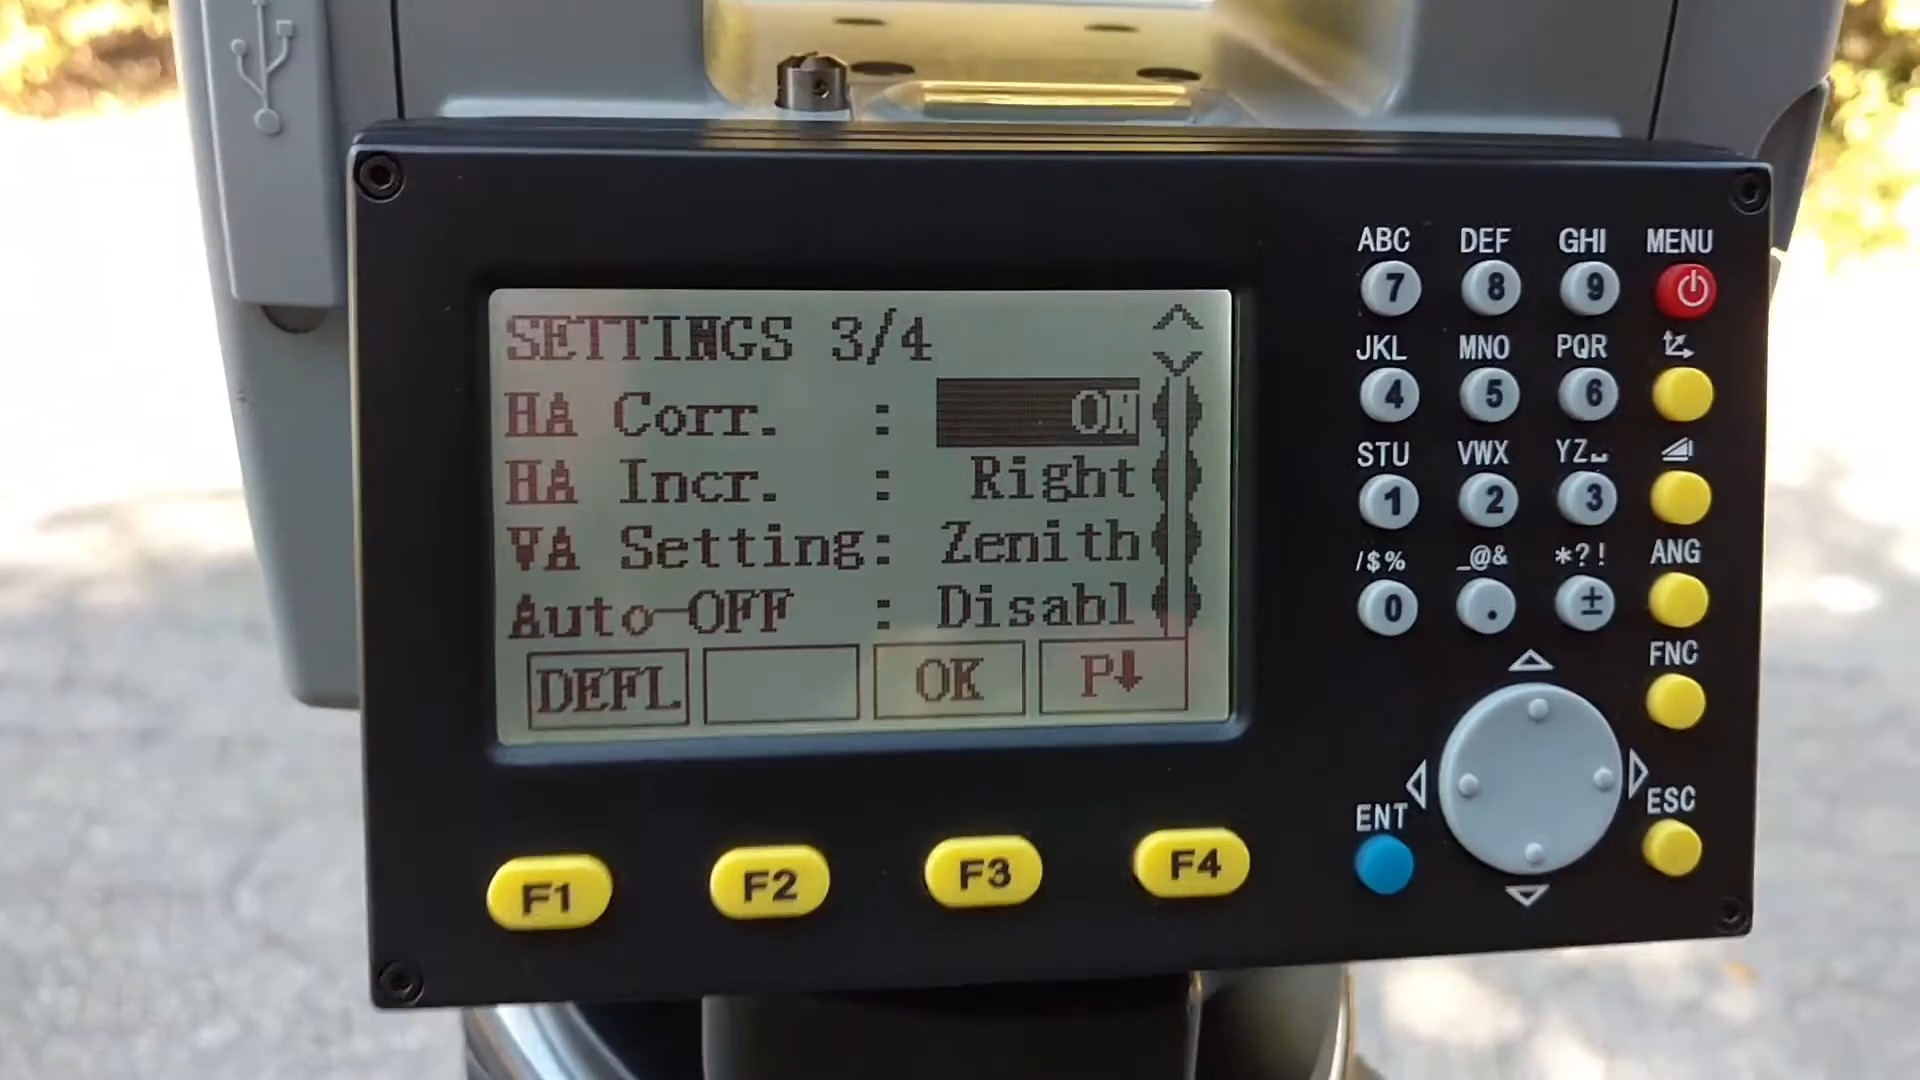 SETTINGS 3/4
HA Corr. : ON
HA Incr. : Right
VA Setting: Zenith
Auto-OFF : Disabl
DEFL OK P⬇
F1 F2 F3 F4
ABC DEF GHI MENU
7 8 9
JKL MNO PQR
4 5 6
STU VWX YZ␣
1 2 3
/$% _@& *?! ANG
0 . ±
FNC
ENT ESC